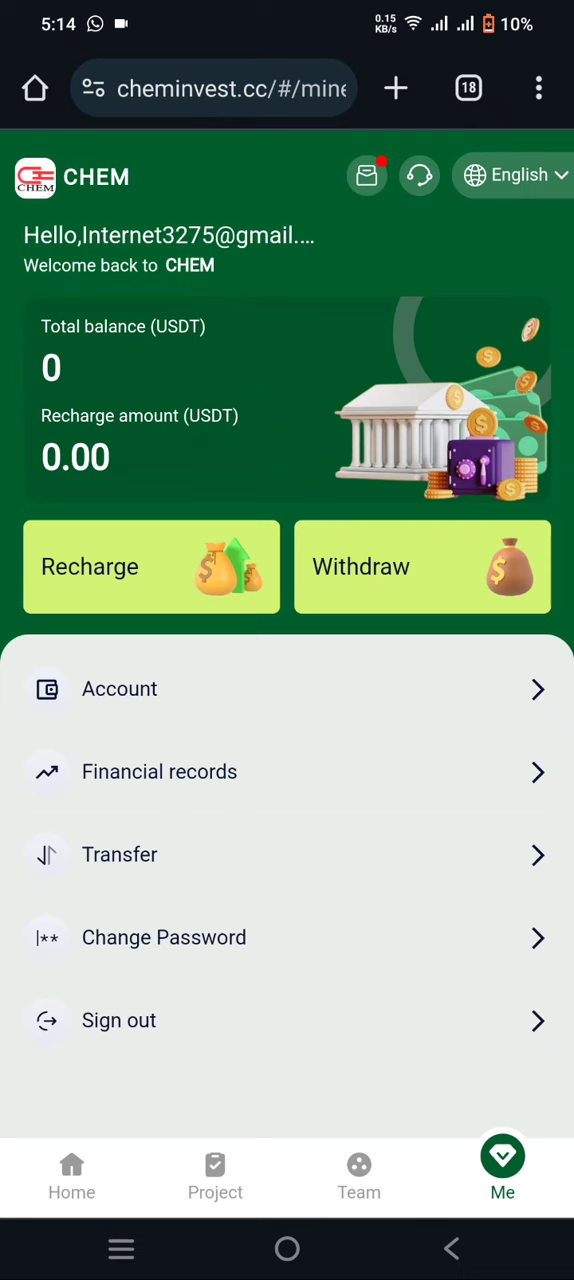 5:14
0.15
KB/s
10%
cheminvest.cc/#/mine
18
CHEM
CHEM
English
Hello,Internet3275@gmail....
Welcome back to CHEM
Total balance (USDT)
0
Recharge amount (USDT)
0.00
Recharge
Withdraw
Account
Financial records
Transfer
|**
Change Password
Sign out
Home
Project
Team
Me